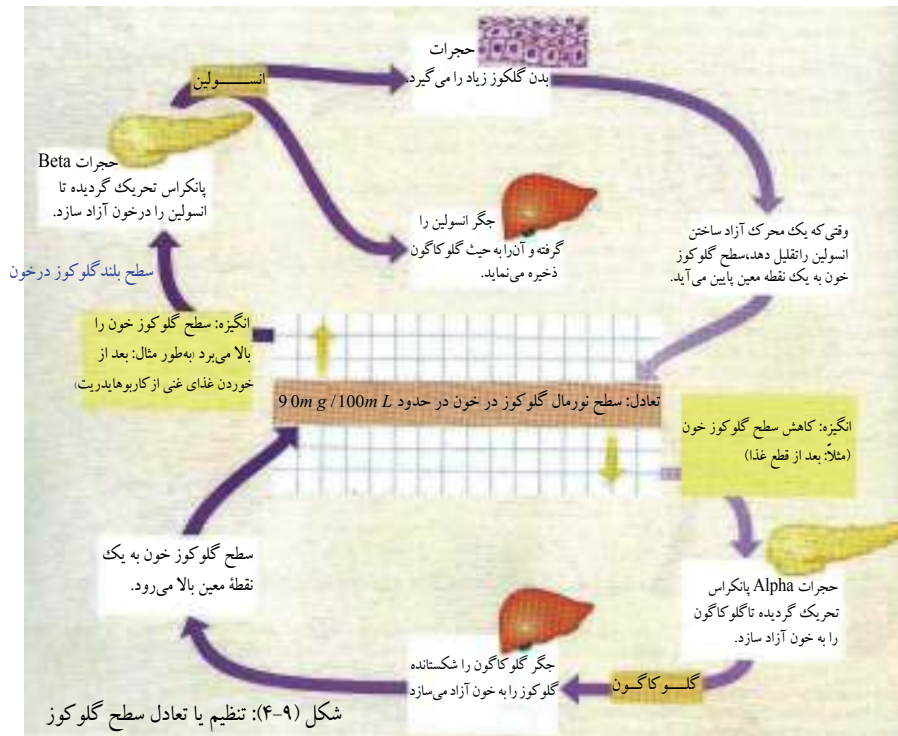 حجرات
بدن گلکوز زیاد را می گیرد.
انســــولین
حجرات Beta
پانکراس تحریک گردیده تا
انسولین را درخون آزاد سازد.
جگر انسولین را
گرفته و آن‌را به حیث گلوکاگون
ذخیره می‌نماید.
وقتی که یک محرک آزاد ساختن
انسولین راتقلیل دهد،سطح گلوکوز
خون به یک نقطه معین پایین می‌آید.
سطح بلندگلوکوز درخون
انگیزه: سطح گلوکوز خون را
بالا می‌برد (به‌طور مثال: بعد از
خوردن غذای غنی ازکاربوهایدریت)
تعادل: سطح نورمال گلوکوز در خون در حدود 90mg/100mL
انگیزه: کاهش سطح گلوکوز خون
(مثلاً: بعد از قطع غذا)
سطح گلوکوز خون به یک
نقطهٔ معین بالا می‌رود.
حجرات Alpha پانکراس
تحریک گردیده تاگلوکاگون
را به خون آزاد سازد.
جگر گلوکاگون را شکستانده
گلوکوز را به خون آزاد می‌سازد
گلــوکاگــون
شکل (۹-۴): تنظیم یا تعادل سطح گلوکوز